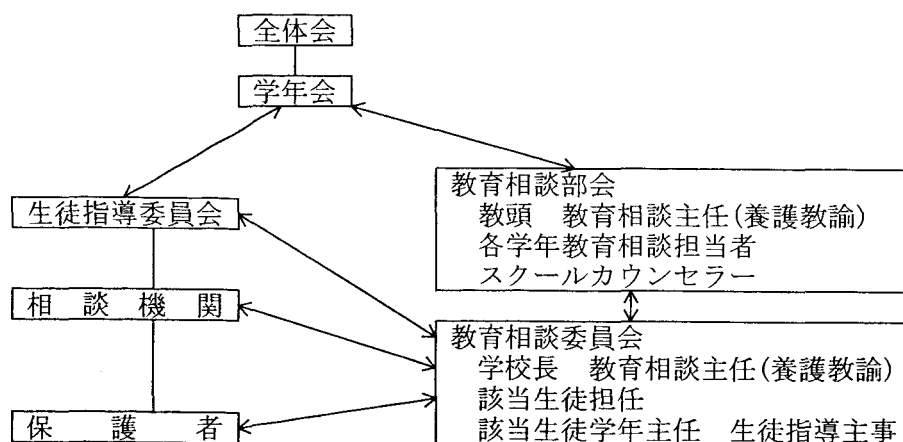 全体会
学年会
教育相談部会
教頭 教育相談主任(養護教諭)
各学年教育相談担当者
スクールカウンセラー
生徒指導委員会
相談機関
教育相談委員会
学校長 教育相談主任(養護教諭)
該当生徒担任
該当生徒学年主任 生徒指導主事
保護者